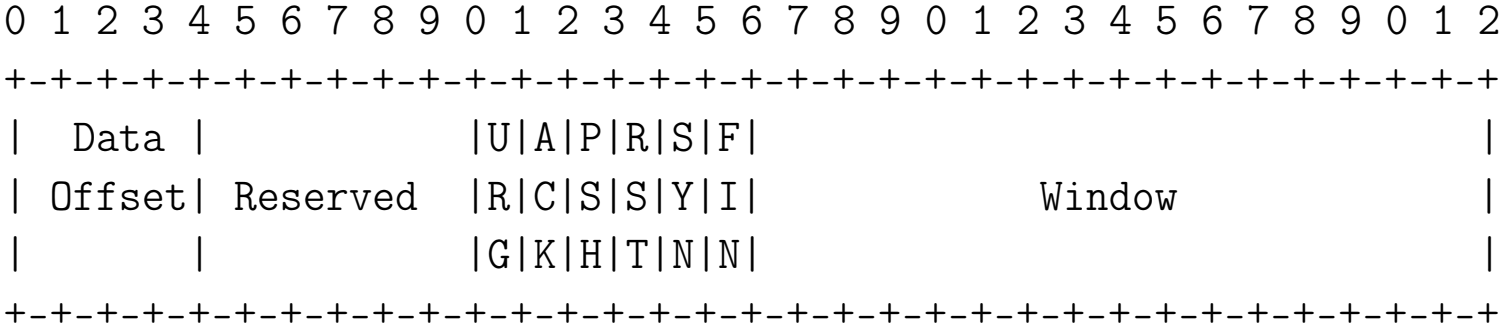 0 1 2 3 4 5 6 7 8 9 0 1 2 3 4 5 6 7 8 9 0 1 2 3 4 5 6 7 8 9 0 1 2
+-+-+-+-+-+-+-+-+-+-+-+-+-+-+-+-+-+-+-+-+-+-+-+-+-+-+-+-+-+-+-+-+
|  Data |           |U|A|P|R|S|F|                               |
| Offset| Reserved  |R|C|S|S|Y|I|            Window             |
|       |           |G|K|H|T|N|N|                               |
+-+-+-+-+-+-+-+-+-+-+-+-+-+-+-+-+-+-+-+-+-+-+-+-+-+-+-+-+-+-+-+-+